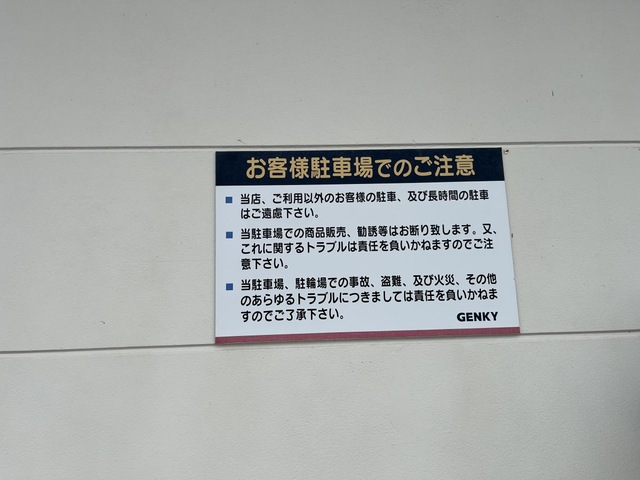 お客様駐車場でのご注意
■ 当店、ご利用以外のお客様の駐車、及び長時間の駐車
はご遠慮下さい。
■ 当駐車場での商品販売、勧誘等はお断り致します。又、
これに関するトラブルは責任を負いかねますのでご注
意下さい。
■ 当駐車場、駐輪場での事故、盗難、及び火災、その他
のあらゆるトラブルにつきましては責任を負いかねま
すのでご了承下さい。
GENKY